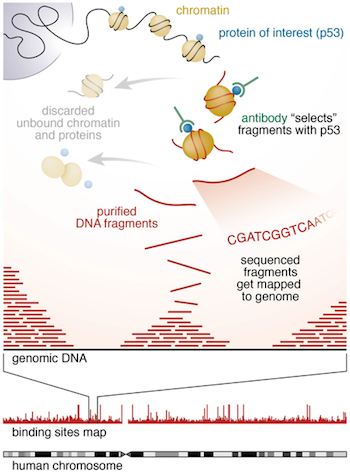 chromatin
protein of interest (p53)
discarded
unbound chromatin
and proteins
antibody "selects"
fragments with p53
purified
DNA fragments
CGATCGGTCAATC
sequenced
fragments
get mapped
to genome
genomic DNA
binding sites map
human chromosome